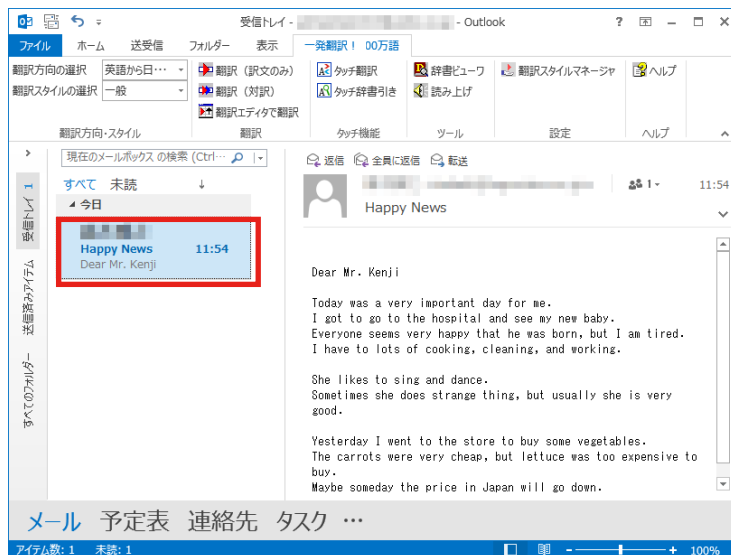 受信トレイ - - Outlook
ファイル ホーム 送受信 フォルダー 表示 一発翻訳! 00万語
翻訳方向の選択 英語から日… 翻訳(訳文のみ) タッチ翻訳 辞書ビューワ 翻訳スタイルマネージャ ヘルプ
翻訳スタイルの選択 一般 翻訳(対訳) タッチ辞書引き 読み上げ
翻訳エディタで翻訳
翻訳方向・スタイル 翻訳 タッチ機能 ツール 設定 ヘルプ
現在のメールボックス の検索 (Ctrl… 返信 全員に返信 転送
すべて 未読 ↓ 1 11:54
今日
Happy News
Happy News 11:54
Dear Mr. Kenji
受信トレイ 1
送信済みアイテム
すべてのフォルダー
Dear Mr. Kenji
Today was a very important day for me.
I got to go to the hospital and see my new baby.
Everyone seems very happy that he was born, but I am tired.
I have to lots of cooking, cleaning, and working.
She likes to sing and dance.
Sometimes she does strange thing, but usually she is very
good.
Yesterday I went to the store to buy some vegetables.
The carrots were very cheap, but lettuce was too expensive to
buy.
Maybe someday the price in Japan will go down.
メール 予定表 連絡先 タスク …
アイテム数: 1 未読: 1 100%